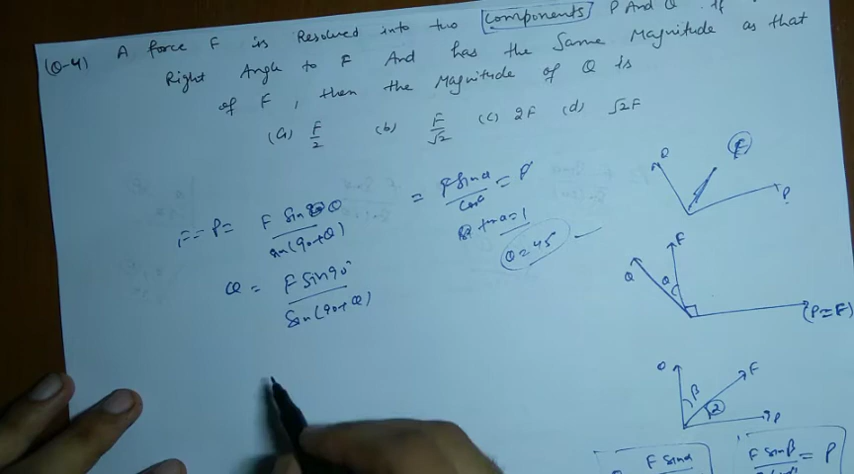 (Q-4) A force F is Resolved into two components P And Q. If
Right Angle to F And has the Same Magnitude as that
of F, then the Magnitude of Q is
(a) F/2 (b) F/√2 (c) 2F (d) √2F
F = P = F Sin θ / sin(90+θ) = F Sin α / Cos = P
tan α = 1
θ = 45
Q = F Sin 90° / Sin(90+θ)
Q F P
Q θ F (P = F)
Q β F α P
F Sin α
F Sin β = P